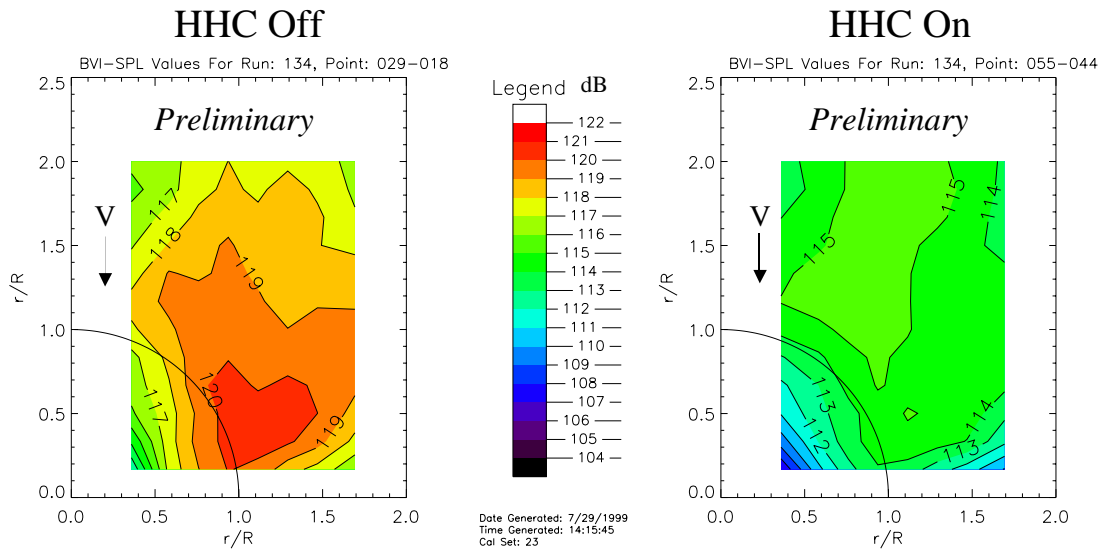 HHC Off
BVI-SPL Values For Run: 134, Point: 029-018
Preliminary
V
2.5
2.0
1.5
1.0
0.5
0.0
r/R
0.0 0.5 1.0 1.5 2.0
r/R
117
118
119
120
117
119
Legend dB
122
121
120
119
118
117
116
115
114
113
112
111
110
109
108
107
106
105
104
Date Generated: 7/29/1999
Time Generated: 14:15:45
Cal Set: 23
HHC On
BVI-SPL Values For Run: 134, Point: 055-044
Preliminary
V
2.5
2.0
1.5
1.0
0.5
0.0
r/R
0.0 0.5 1.0 1.5 2.0
r/R
115
114
115
113
114
112
113